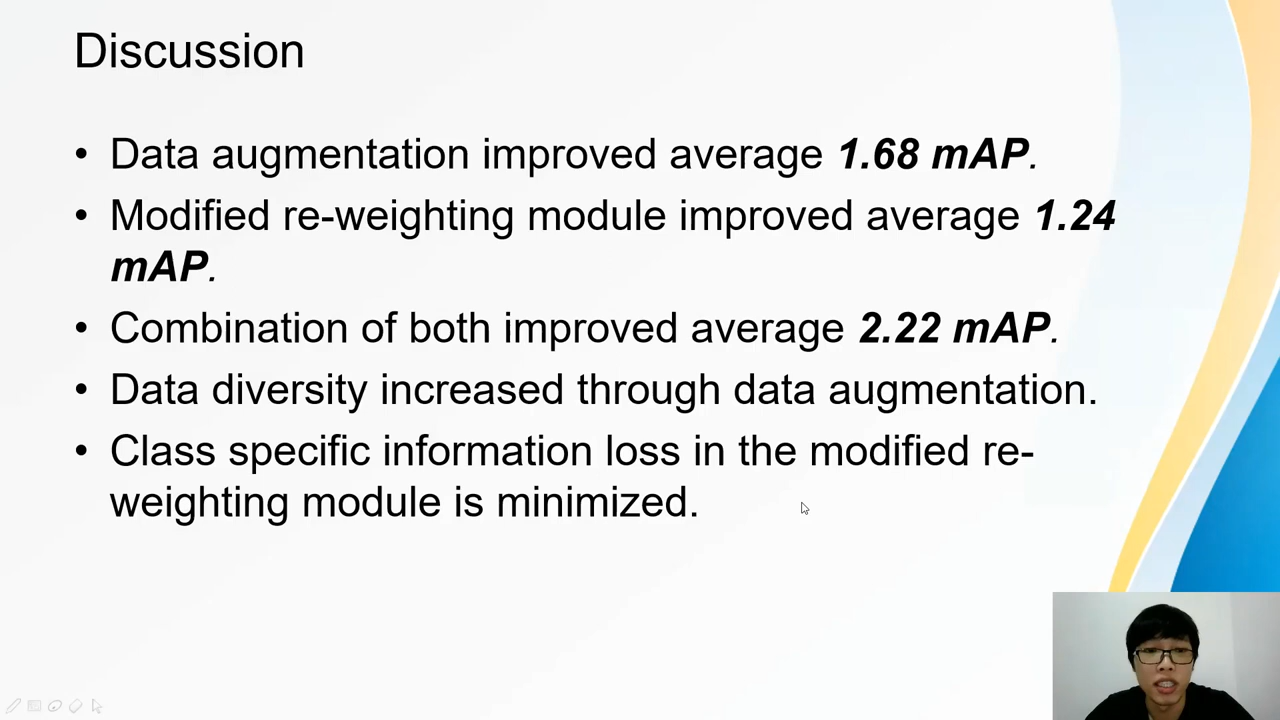 Discussion
• Data augmentation improved average 1.68 mAP.
• Modified re-weighting module improved average 1.24
mAP.
• Combination of both improved average 2.22 mAP.
• Data diversity increased through data augmentation.
• Class specific information loss in the modified re-
weighting module is minimized.